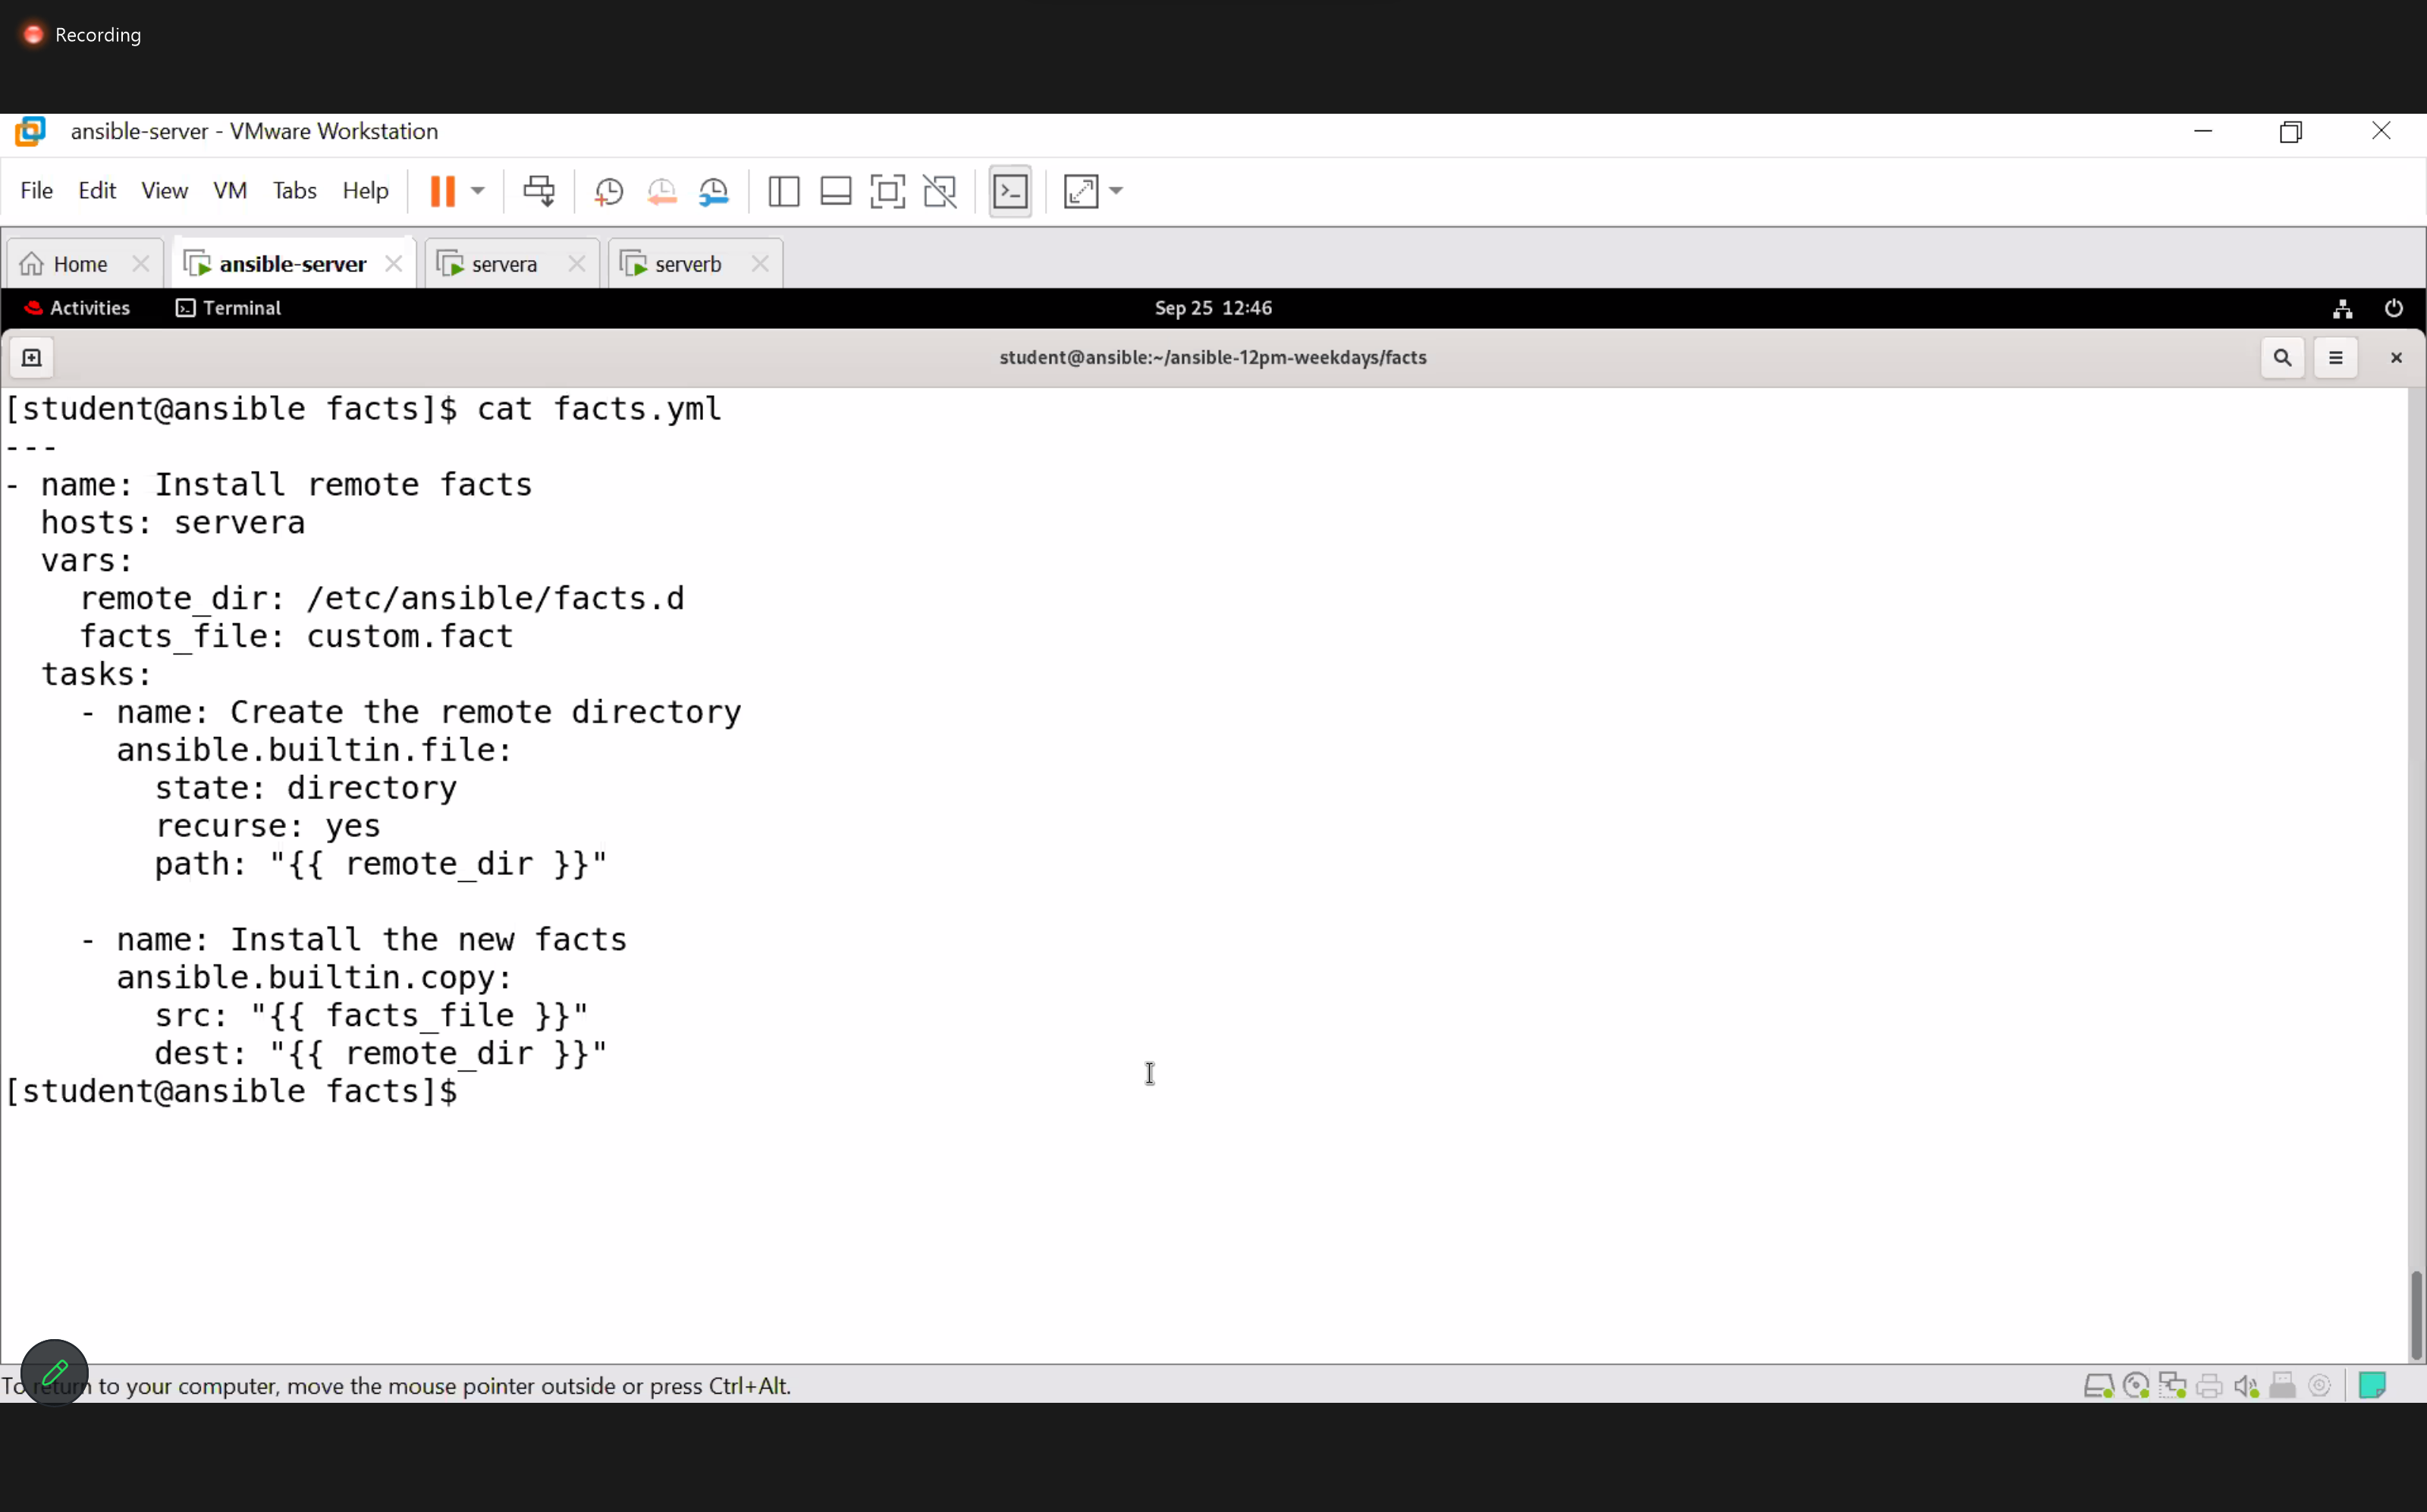 Recording
ansible-server - VMware Workstation
File Edit View VM Tabs Help
Home ansible-server servera serverb
Activities Terminal Sep 25 12:46
student@ansible:~/ansible-12pm-weekdays/facts
[student@ansible facts]$ cat facts.yml
---
- name: Install remote facts
  hosts: servera
  vars:
    remote_dir: /etc/ansible/facts.d
    facts_file: custom.fact
  tasks:
    - name: Create the remote directory
      ansible.builtin.file:
        state: directory
        recurse: yes
        path: "{{ remote_dir }}"

    - name: Install the new facts
      ansible.builtin.copy:
        src: "{{ facts_file }}"
        dest: "{{ remote_dir }}"
[student@ansible facts]$
To return to your computer, move the mouse pointer outside or press Ctrl+Alt.